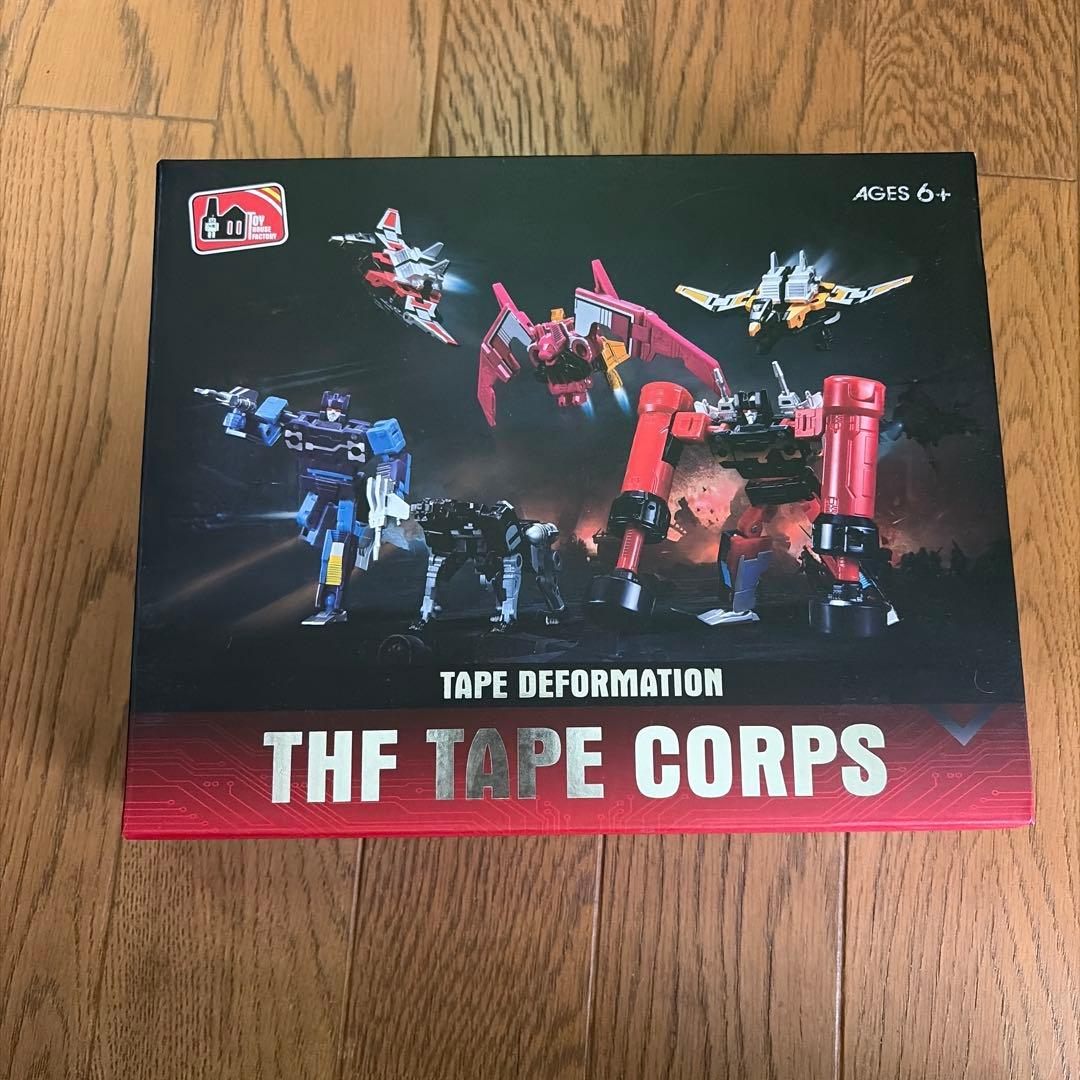 TOY
HOUSE
FACTORY
AGES 6+
TAPE DEFORMATION
THF TAPE CORPS